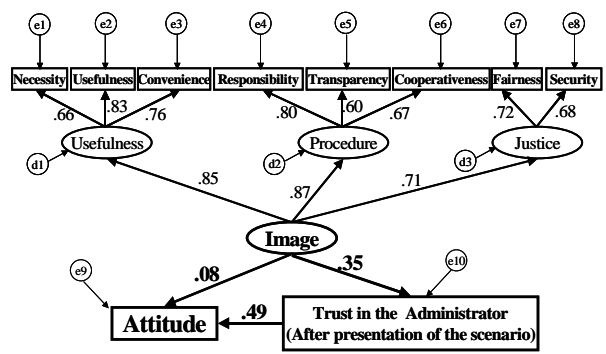 e1 e2 e3 e4 e5 e6 e7 e8
Necessity Usefulness Convenience Responsibility Transparency Cooperativeness Fairness Security
.66 .83 .76 .80 .60 .67 .72 .68
Usefulness Procedure Justice
d1 d2 d3
.85 .87 .71
Image
.08 .35
e9 e10
Attitude .49 Trust in the Administrator
(After presentation of the scenario)